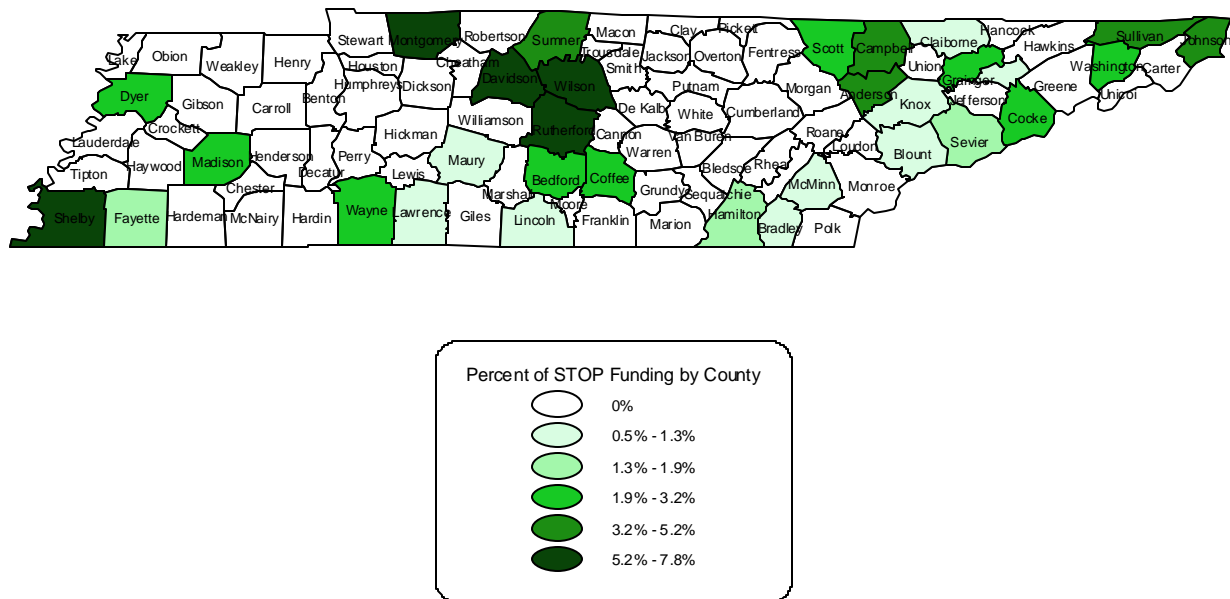 Lake
Obion
Weakley
Henry
Stewart
Montgomery
Robertson
Sumner
Macon
Clay
Pickett
Scott
Campbell
Claiborne
Hancock
Hawkins
Sullivan
Johnson
Houston
Cheatham
Trousdale
Smith
Jackson
Overton
Fentress
Union
Grainger
Washington
Carter
Dyer
Gibson
Carroll
Benton
Humphreys
Dickson
Davidson
Wilson
Putnam
Morgan
Anderson
Knox
Jefferson
Greene
Unicoi
Lauderdale
Crockett
Haywood
Madison
Henderson
Decatur
Perry
Hickman
Williamson
Rutherford
De Kalb
Cannon
White
Cumberland
Van Buren
Roane
Loudon
Cocke
Sevier
Blount
Tipton
Chester
Lewis
Maury
Bedford
Coffee
Warren
Bledsoe
Rhea
McMinn
Monroe
Shelby
Fayette
Hardeman
McNairy
Hardin
Wayne
Lawrence
Giles
Marshall
Moore
Lincoln
Franklin
Grundy
Marion
Sequatchie
Hamilton
Bradley
Polk
Percent of STOP Funding by County
0%
0.5% - 1.3%
1.3% - 1.9%
1.9% - 3.2%
3.2% - 5.2%
5.2% - 7.8%